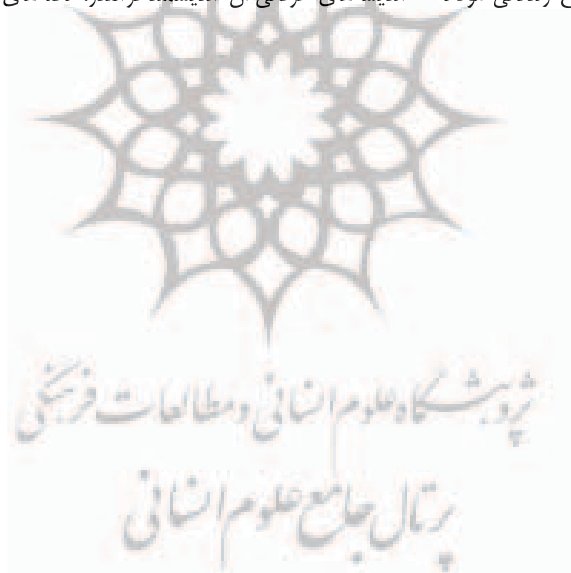 پژوهشگاه علوم انسانی و مطالعات فرهنگی
پرتال جامع علوم انسانی